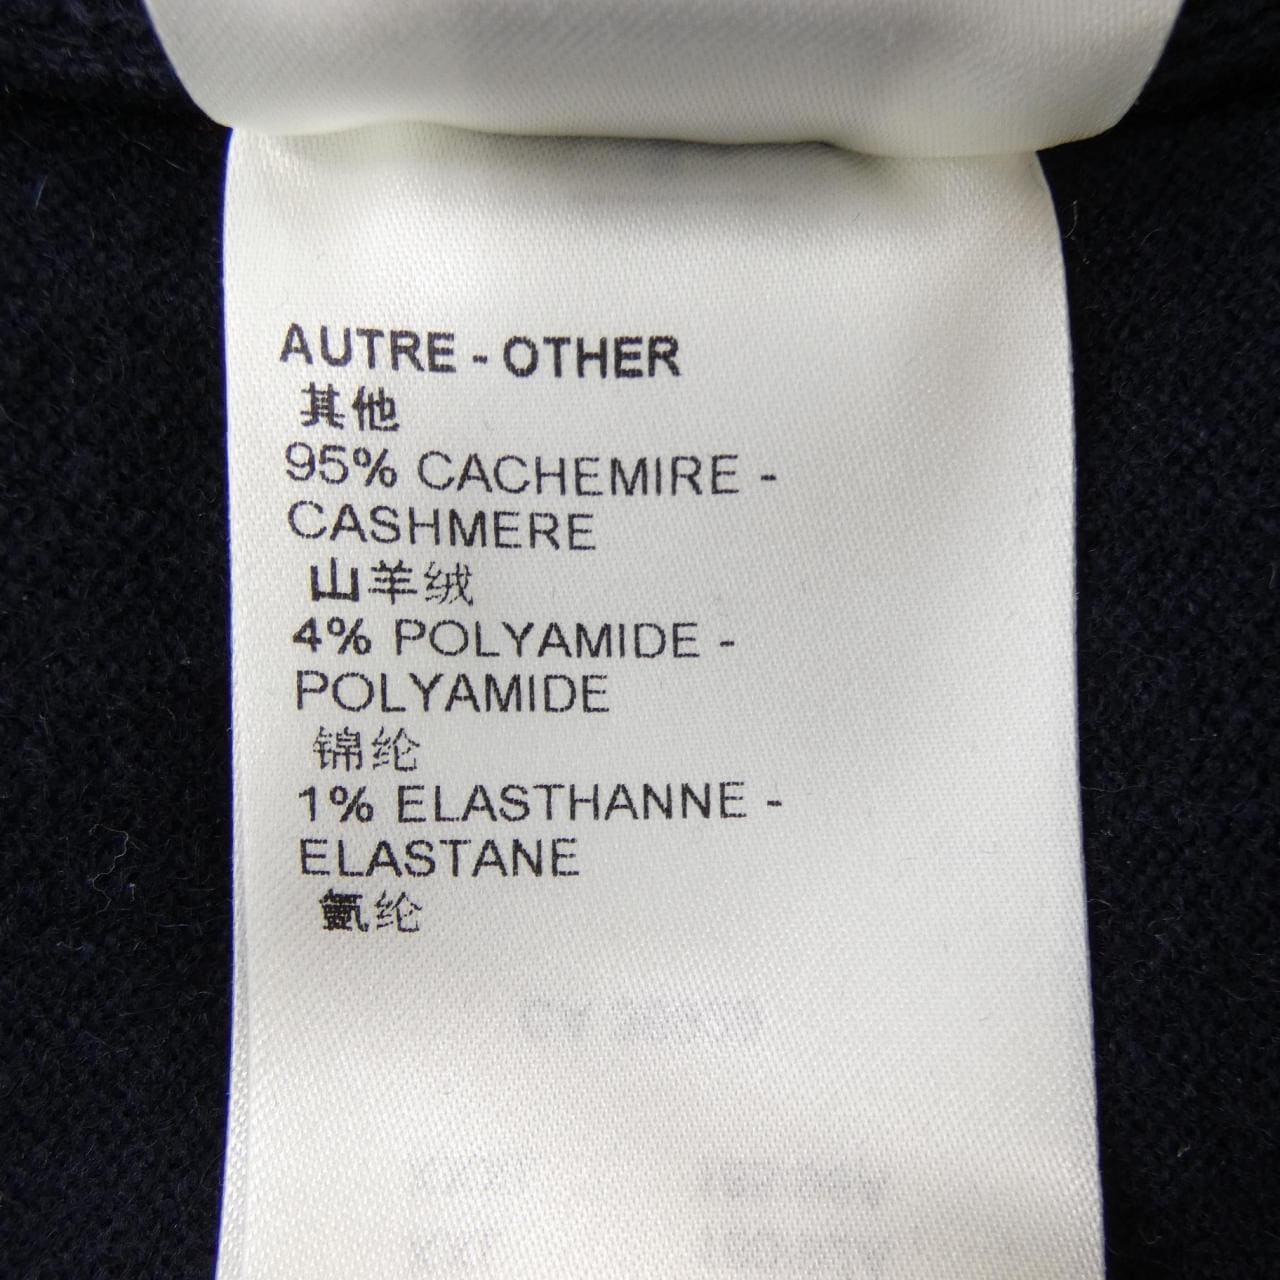 AUTRE - OTHER
其他
95% CACHEMIRE -
CASHMERE
山羊绒
4% POLYAMIDE -
POLYAMIDE
锦纶
1% ELASTHANNE -
ELASTANE
氨纶